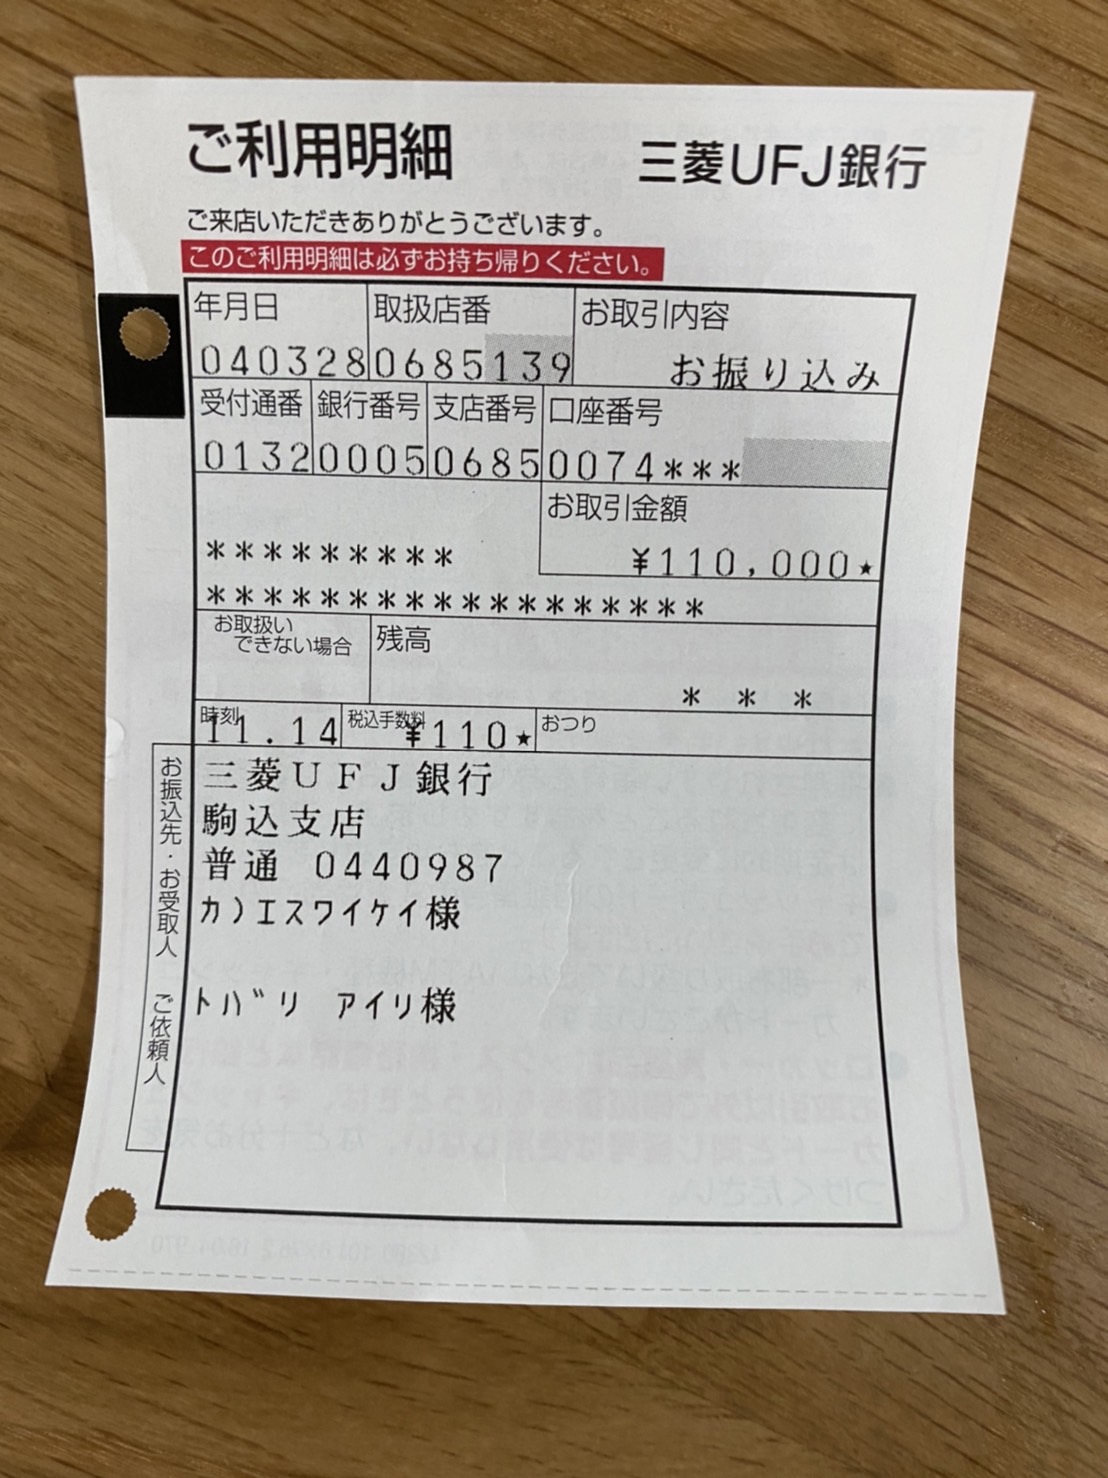 ご利用明細 三菱UFJ銀行
ご来店いただきありがとうございます。
このご利用明細は必ずお持ち帰りください。
年月日 取扱店番 お取引内容
040328 0685139 お振り込み
受付通番 銀行番号 支店番号 口座番号
0132 0005 0685 0074***
お取引金額
********* ¥110,000★
******************
お取扱い 残高
できない場合
* * *
時刻 税込手数料 おつり
11.14 ¥110★
お振込先・お受取人 ご依頼人
三菱UFJ銀行
駒込支店
普通 0440987
カ)エスワイケイ様
トバリ アイリ様